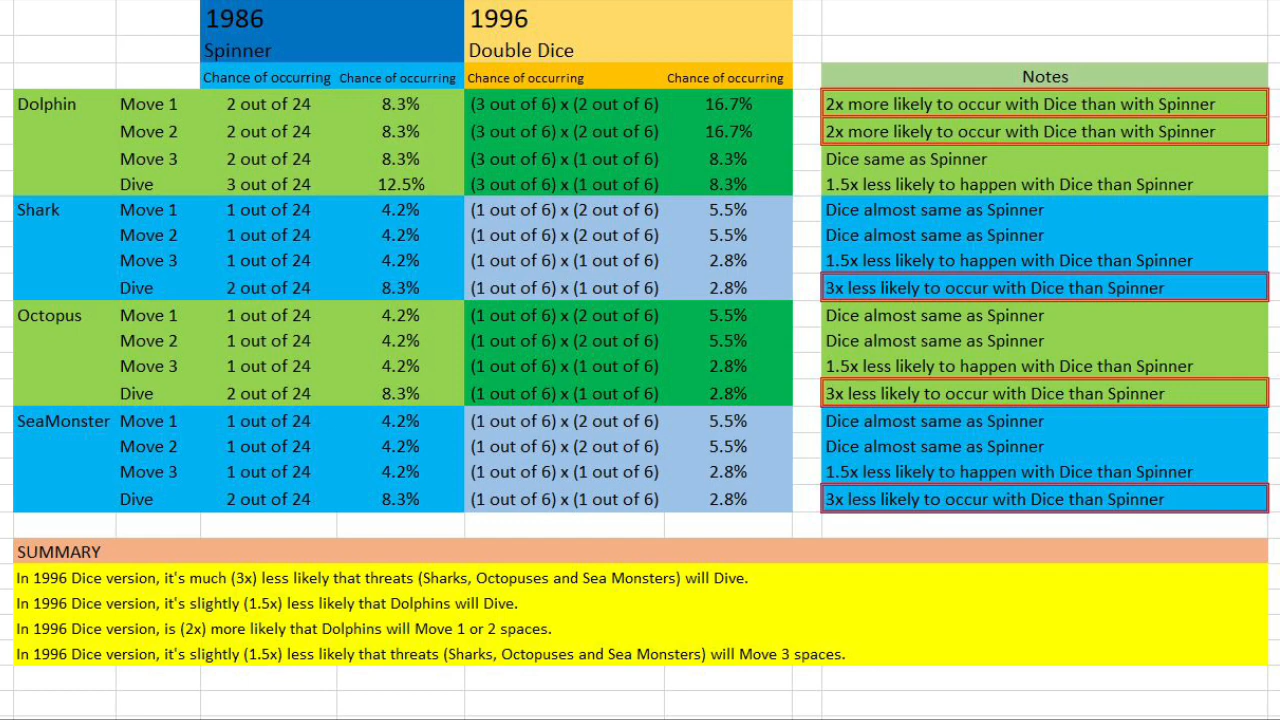 1986 1996
Spinner Double Dice
Chance of occurring Chance of occurring Chance of occurring Chance of occurring Notes
Dolphin Move 1 2 out of 24 8.3% (3 out of 6) x (2 out of 6) 16.7% 2x more likely to occur with Dice than with Spinner
Move 2 2 out of 24 8.3% (3 out of 6) x (2 out of 6) 16.7% 2x more likely to occur with Dice than with Spinner
Move 3 2 out of 24 8.3% (3 out of 6) x (1 out of 6) 8.3% Dice same as Spinner
Dive 3 out of 24 12.5% (3 out of 6) x (1 out of 6) 8.3% 1.5x less likely to happen with Dice than Spinner
Shark Move 1 1 out of 24 4.2% (1 out of 6) x (2 out of 6) 5.5% Dice almost same as Spinner
Move 2 1 out of 24 4.2% (1 out of 6) x (2 out of 6) 5.5% Dice almost same as Spinner
Move 3 1 out of 24 4.2% (1 out of 6) x (1 out of 6) 2.8% 1.5x less likely to happen with Dice than Spinner
Dive 2 out of 24 8.3% (1 out of 6) x (1 out of 6) 2.8% 3x less likely to occur with Dice than Spinner
Octopus Move 1 1 out of 24 4.2% (1 out of 6) x (2 out of 6) 5.5% Dice almost same as Spinner
Move 2 1 out of 24 4.2% (1 out of 6) x (2 out of 6) 5.5% Dice almost same as Spinner
Move 3 1 out of 24 4.2% (1 out of 6) x (1 out of 6) 2.8% 1.5x less likely to happen with Dice than Spinner
Dive 2 out of 24 8.3% (1 out of 6) x (1 out of 6) 2.8% 3x less likely to occur with Dice than Spinner
SeaMonster Move 1 1 out of 24 4.2% (1 out of 6) x (2 out of 6) 5.5% Dice almost same as Spinner
Move 2 1 out of 24 4.2% (1 out of 6) x (2 out of 6) 5.5% Dice almost same as Spinner
Move 3 1 out of 24 4.2% (1 out of 6) x (1 out of 6) 2.8% 1.5x less likely to happen with Dice than Spinner
Dive 2 out of 24 8.3% (1 out of 6) x (1 out of 6) 2.8% 3x less likely to occur with Dice than Spinner
SUMMARY
In 1996 Dice version, it's much (3x) less likely that threats (Sharks, Octopuses and Sea Monsters) will Dive.
In 1996 Dice version, it's slightly (1.5x) less likely that Dolphins will Dive.
In 1996 Dice version, is (2x) more likely that Dolphins will Move 1 or 2 spaces.
In 1996 Dice version, it's slightly (1.5x) less likely that threats (Sharks, Octopuses and Sea Monsters) will Move 3 spaces.